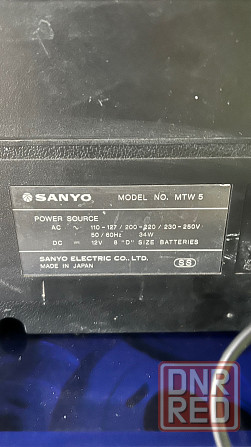 SANYO MODEL NO. MTW 5
POWER SOURCE
AC ~ 110-127 / 200-220 / 230-250V
50 / 60Hz 34W
DC ⎓ 12V 8 "D" SIZE BATTERIES
SANYO ELECTRIC CO., LTD.
MADE IN JAPAN SS
DNR
RED